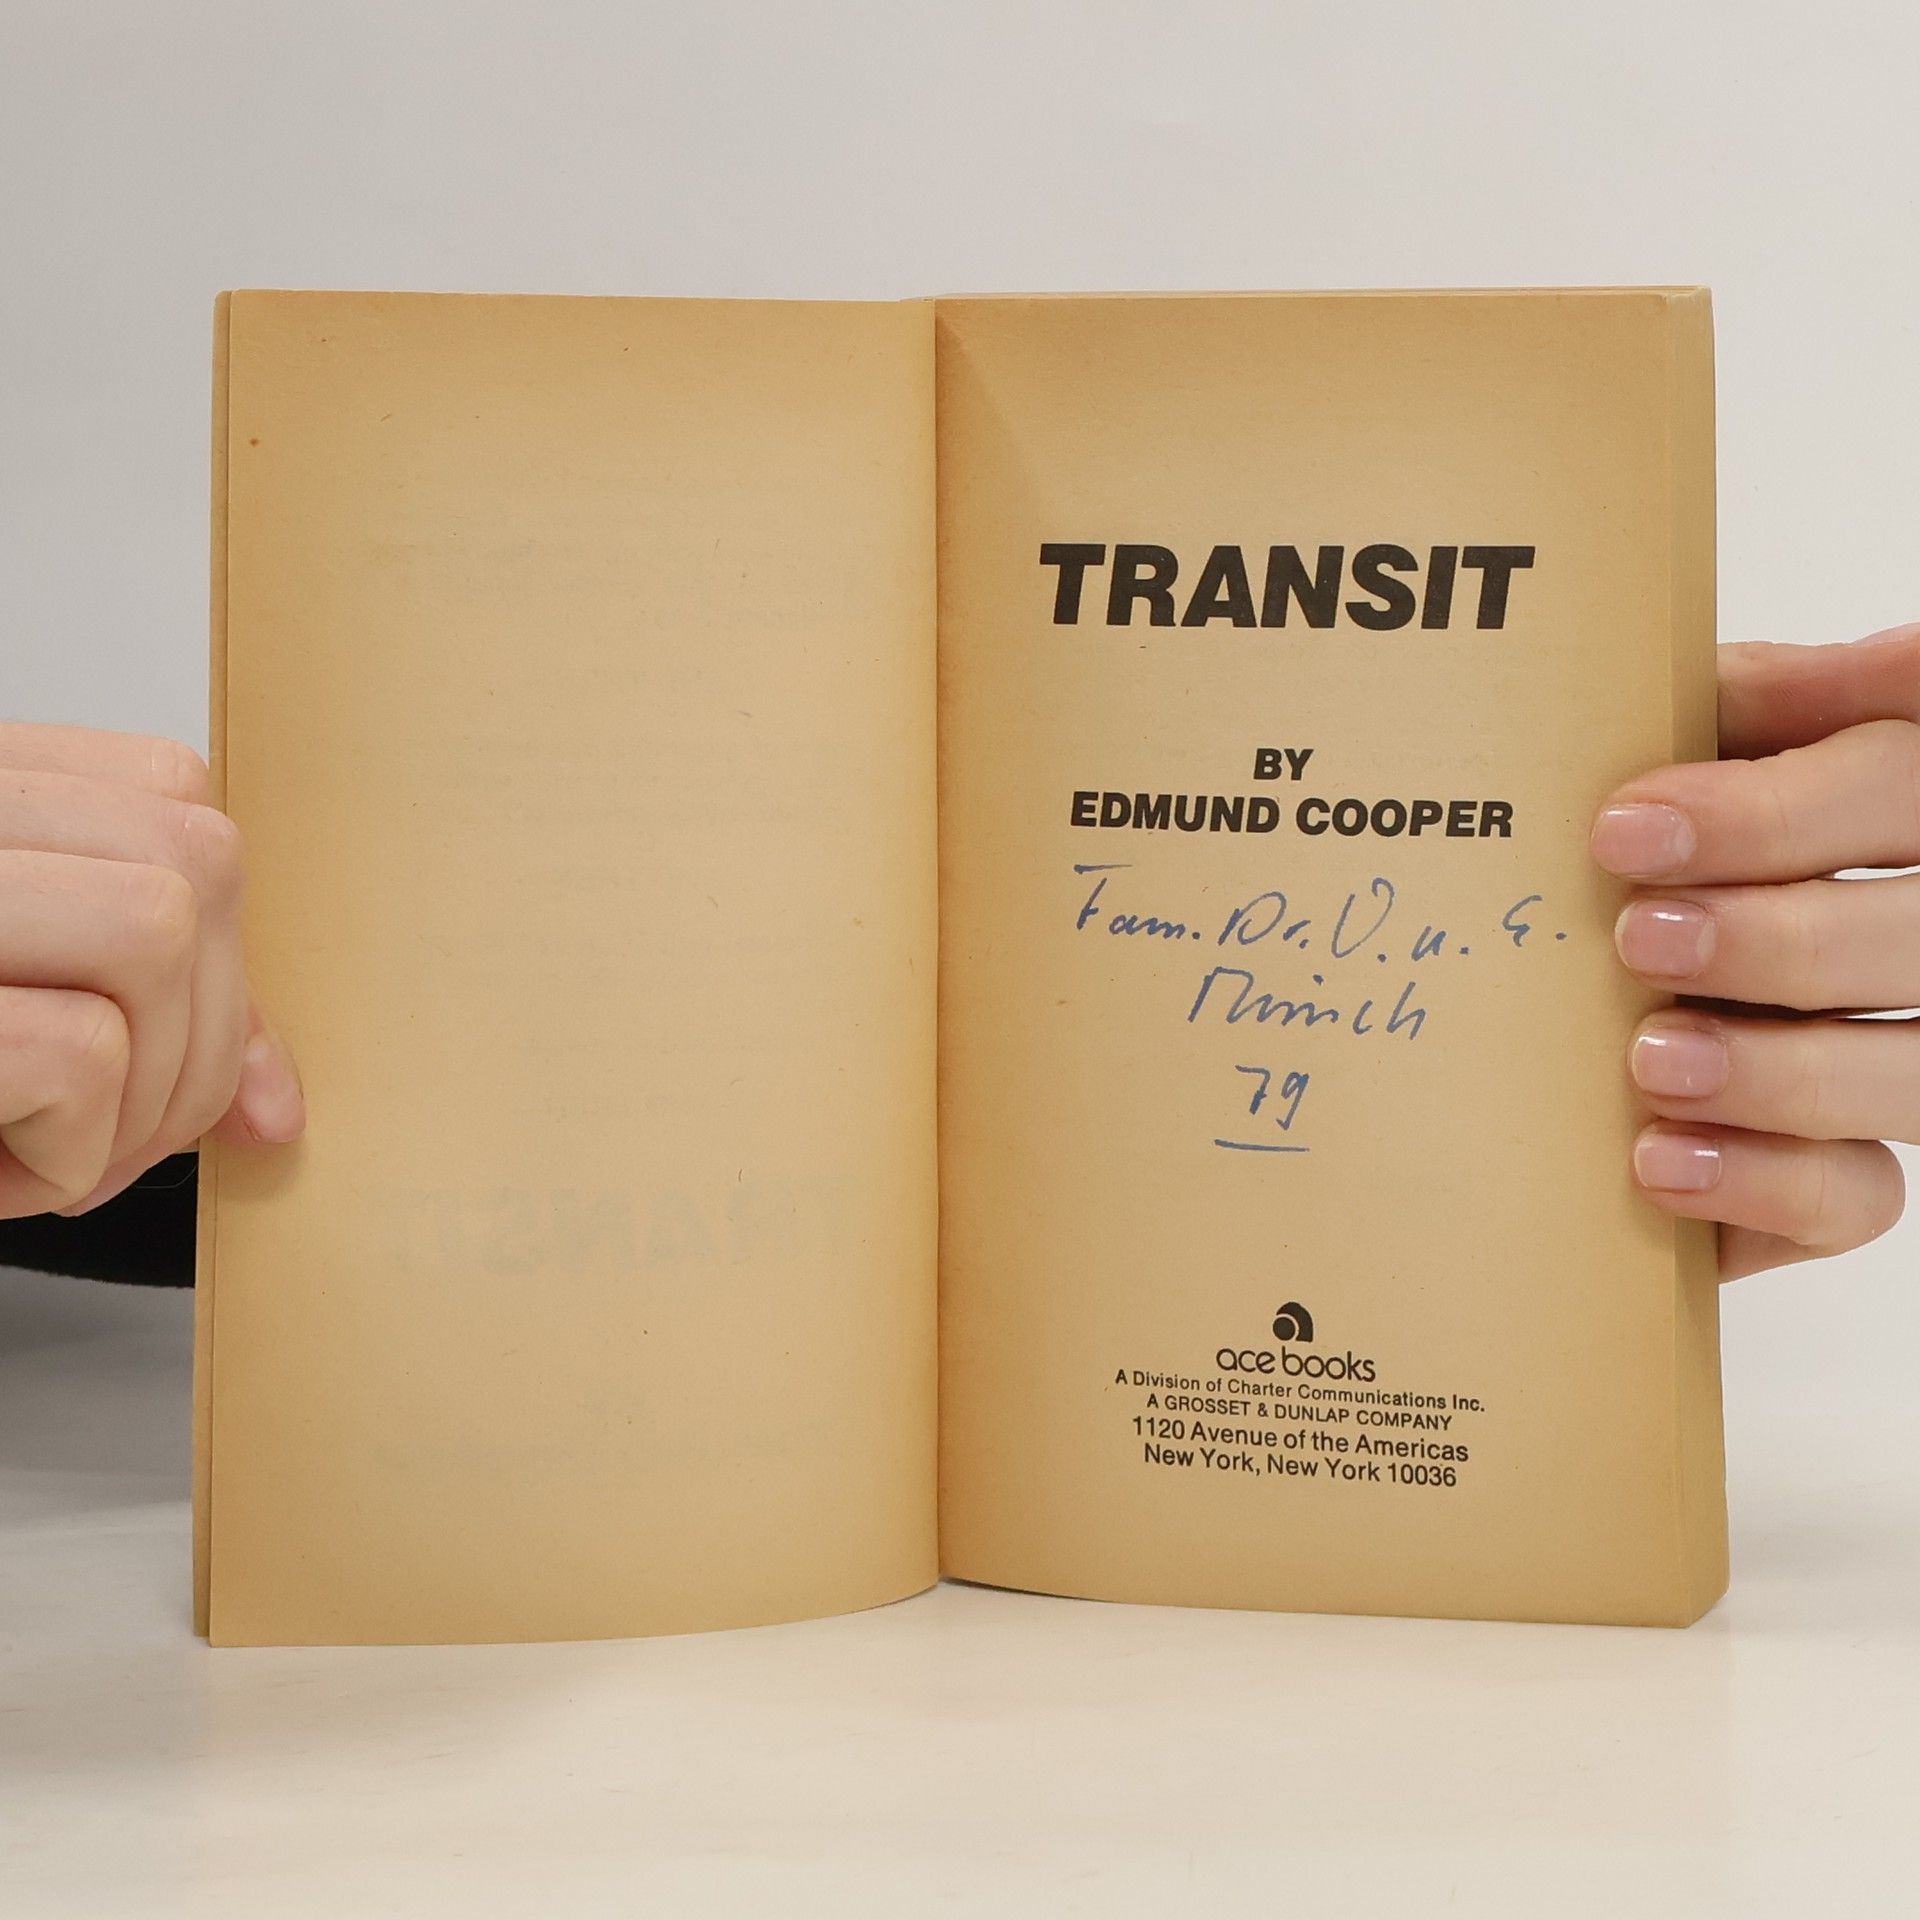 TRANSIT
BY
EDMUND COOPER
Fam. Dr. V. u. G.
Münch
79
ace books
A Division of Charter Communications Inc.
A GROSSET & DUNLAP COMPANY
1120 Avenue of the Americas
New York, New York 10036